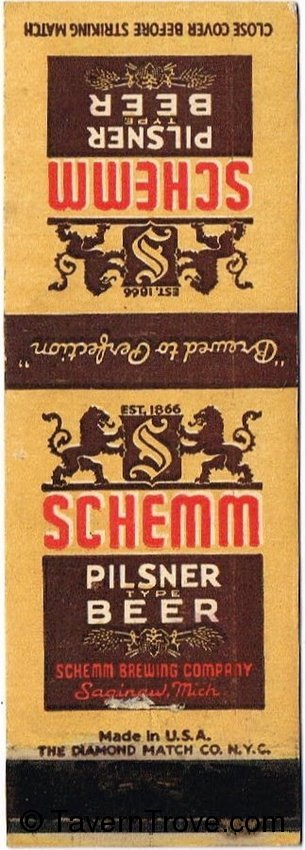 CLOSE COVER BEFORE STRIKING MATCH
SCHEMM
PILSNER
TYPE
BEER
EST. 1866
S
"Brewed to Perfection"
EST. 1866
S
SCHEMM
PILSNER
TYPE
BEER
SCHEMM BREWING COMPANY
Saginaw, Mich.
Made in U.S.A.
THE DIAMOND MATCH CO. N.Y.C.
© TavernTrove.com ©